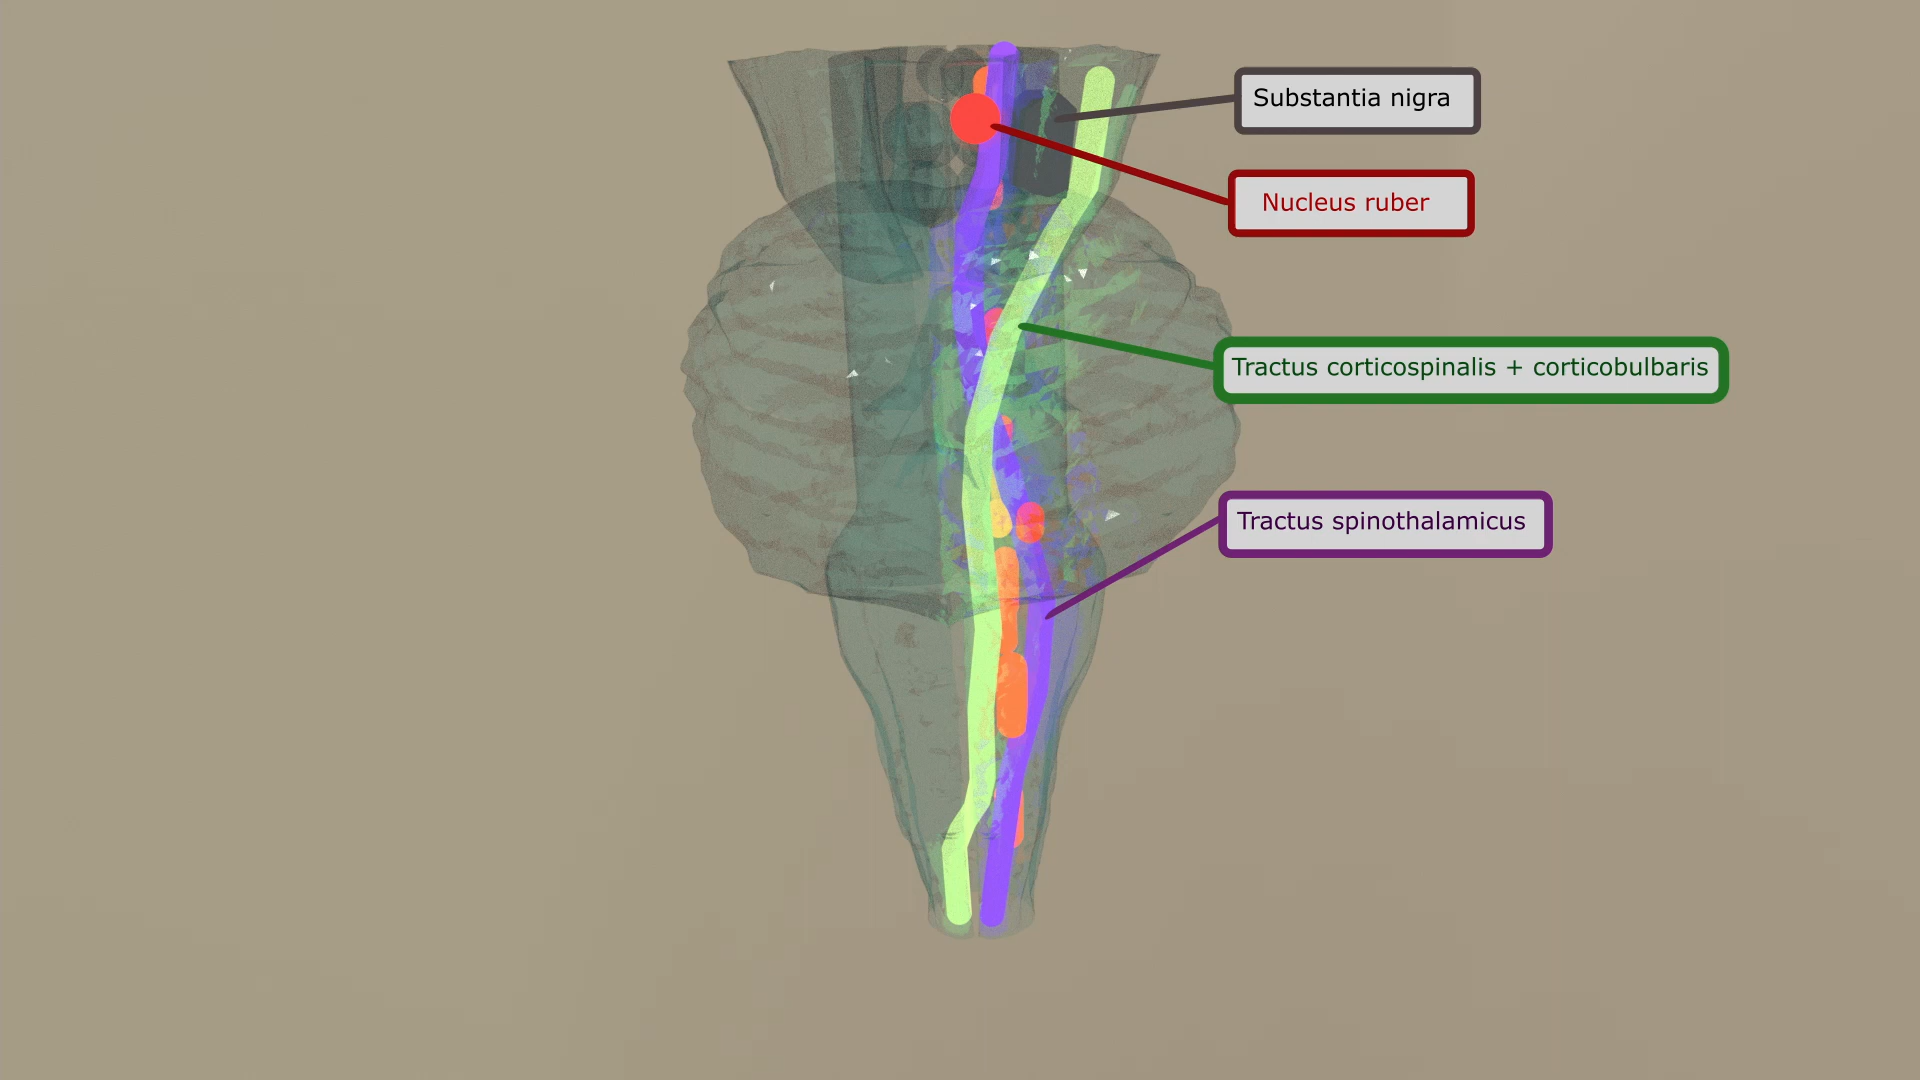 Substantia nigra
Nucleus ruber
Tractus corticospinalis + corticobulbaris
Tractus spinothalamicus